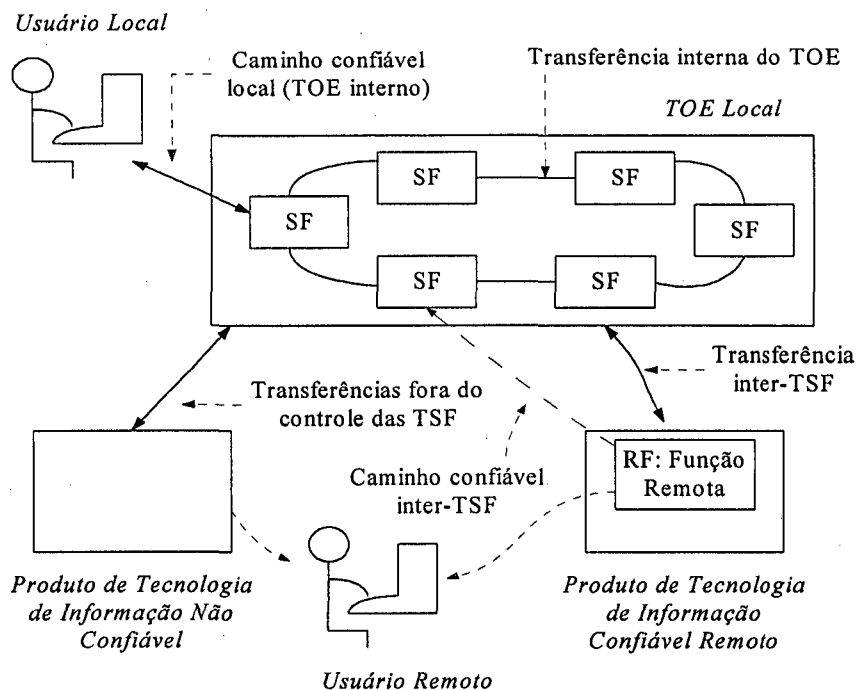 Usuário Local
Caminho confiável
local (TOE interno)
Transferência interna do TOE
TOE Local
SF
SF
SF
SF
SF
SF
Transferência
inter-TSF
Transferências fora do
controle das TSF
RF: Função
Remota
Caminho confiável
inter-TSF
Produto de Tecnologia
de Informação Não
Confiável
Produto de Tecnologia
de Informação
Confiável Remoto
Usuário Remoto